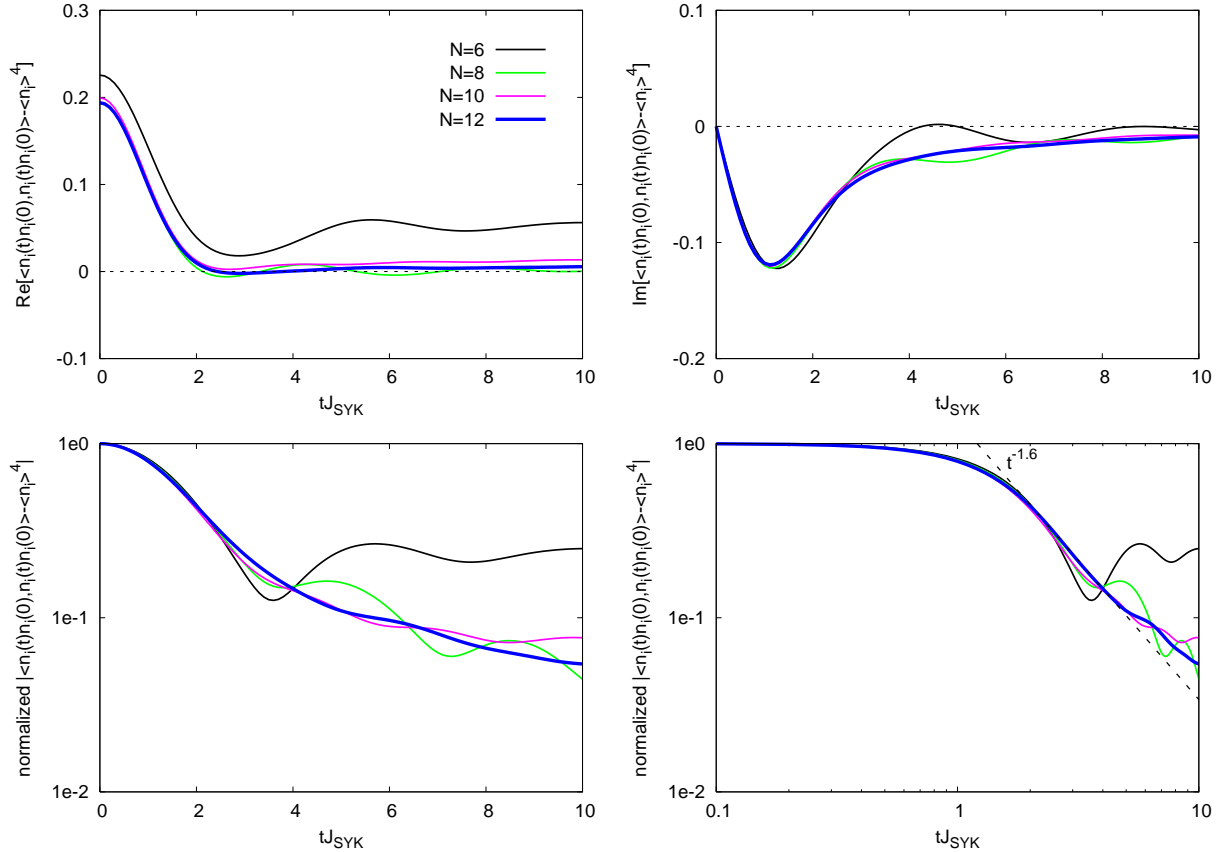 Re[<n_i(t)n_i(0),n_i(t)n_i(0)>-<n_i>^4]
0.3
0.2
0.1
0
-0.1
0 2 4 6 8 10
tJ_SYK
N=6
N=8
N=10
N=12
Im[<n_i(t)n_i(0),n_i(t)n_i(0)>-<n_i>^4]
0.1
0
-0.1
-0.2
0 2 4 6 8 10
tJ_SYK
normalized |<n_i(t)n_i(0),n_i(t)n_i(0)>-<n_i>^4|
1e0
1e-1
1e-2
0 2 4 6 8 10
tJ_SYK
normalized |<n_i(t)n_i(0),n_i(t)n_i(0)>-<n_i>^4|
1e0
1e-1
1e-2
0.1 1 10
tJ_SYK
t^-1.6